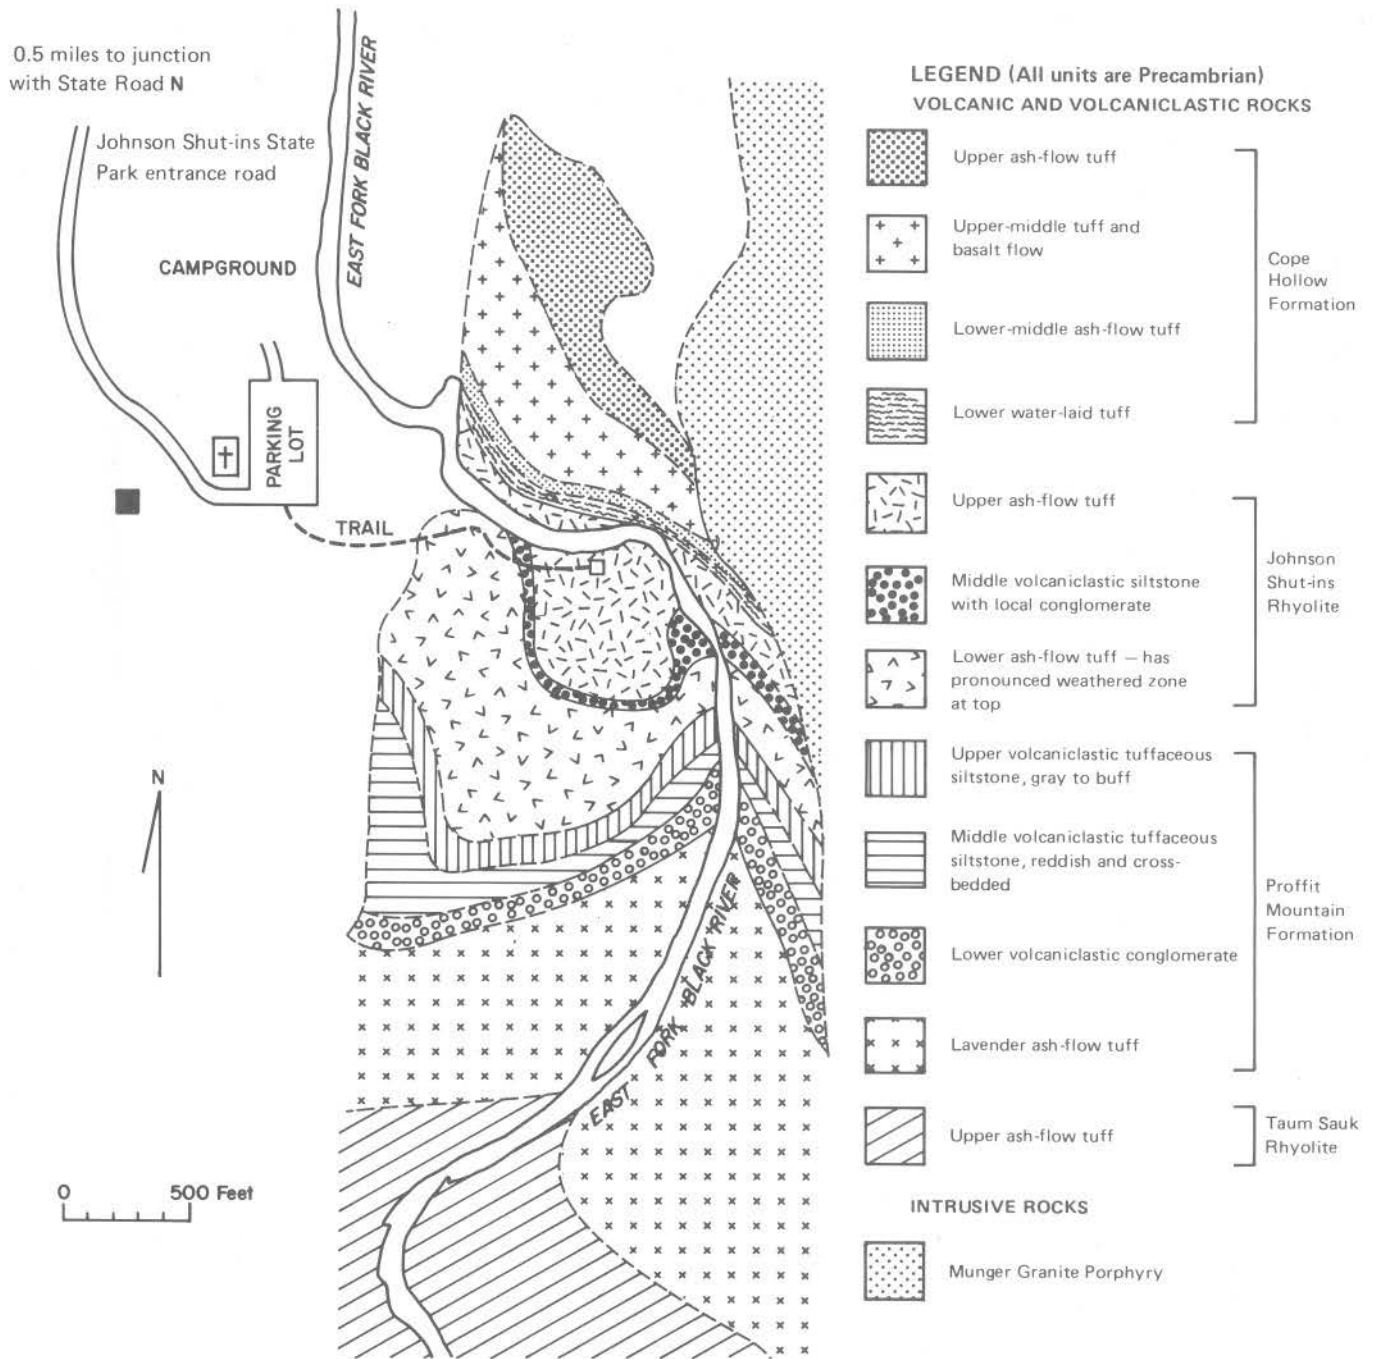 0.5 miles to junction
with State Road N
Johnson Shut-ins State
Park entrance road
EAST FORK BLACK RIVER
CAMPGROUND
PARKING
LOT
TRAIL
N
0 500 Feet
EAST FORK BLACK RIVER
LEGEND (All units are Precambrian)
VOLCANIC AND VOLCANICLASTIC ROCKS
Upper ash-flow tuff
Upper-middle tuff and
basalt flow
Lower-middle ash-flow tuff
Lower water-laid tuff
Cope
Hollow
Formation
Upper ash-flow tuff
Middle volcaniclastic siltstone
with local conglomerate
Lower ash-flow tuff — has
pronounced weathered zone
at top
Johnson
Shut-ins
Rhyolite
Upper volcaniclastic tuffaceous
siltstone, gray to buff
Middle volcaniclastic tuffaceous
siltstone, reddish and cross-
bedded
Lower volcaniclastic conglomerate
Lavender ash-flow tuff
Proffit
Mountain
Formation
Upper ash-flow tuff
Taum Sauk
Rhyolite
INTRUSIVE ROCKS
Munger Granite Porphyry